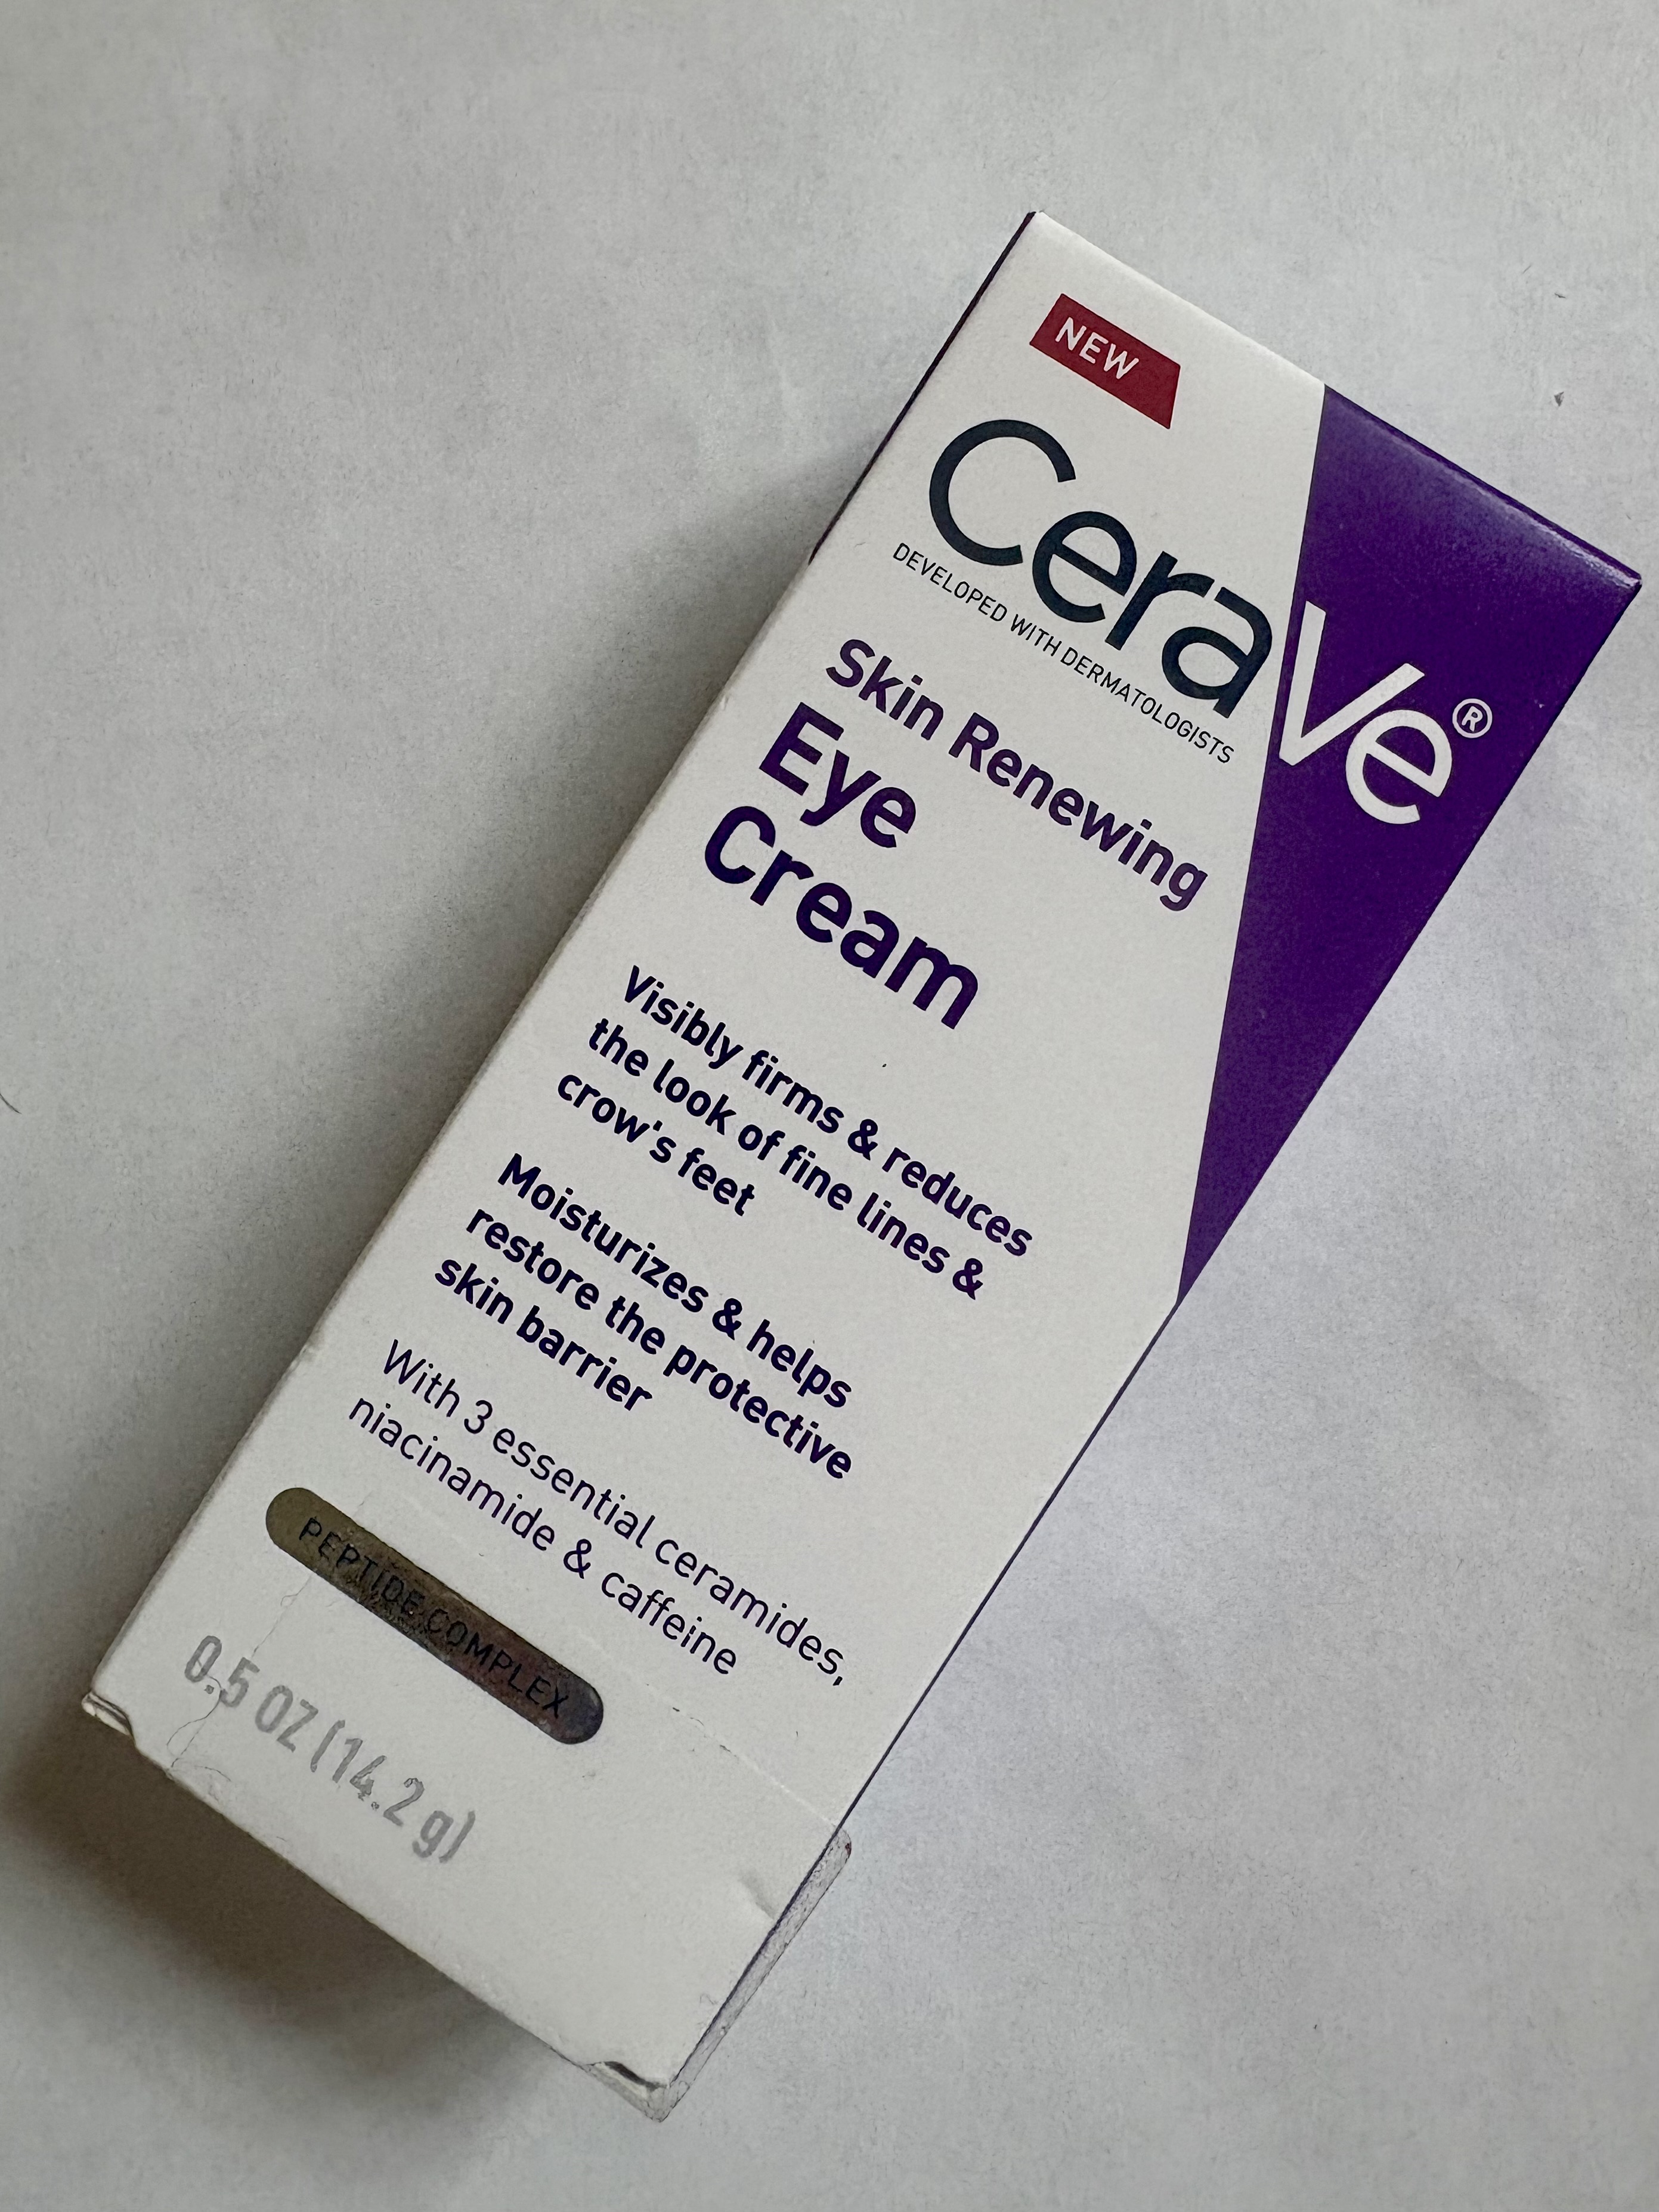 NEW
CeraVe®
DEVELOPED WITH DERMATOLOGISTS
Skin Renewing
Eye
Cream
Visibly firms & reduces
the look of fine lines &
crow's feet
Moisturizes & helps
restore the protective
skin barrier
With 3 essential ceramides,
niacinamide & caffeine
PEPTIDE COMPLEX
0.5 OZ (14.2 g)